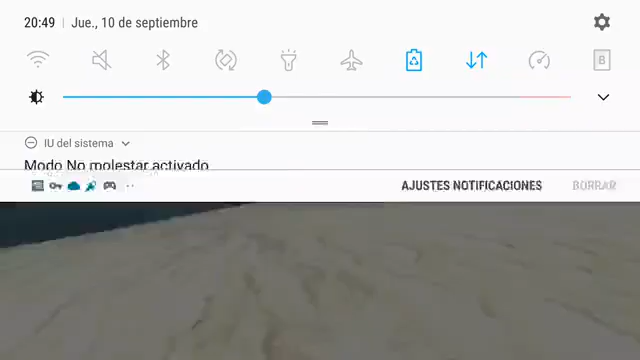 20:49 | Jue., 10 de septiembre
B
IU del sistema
Modo No molestar activado
AJUSTES NOTIFICACIONES BORRAR